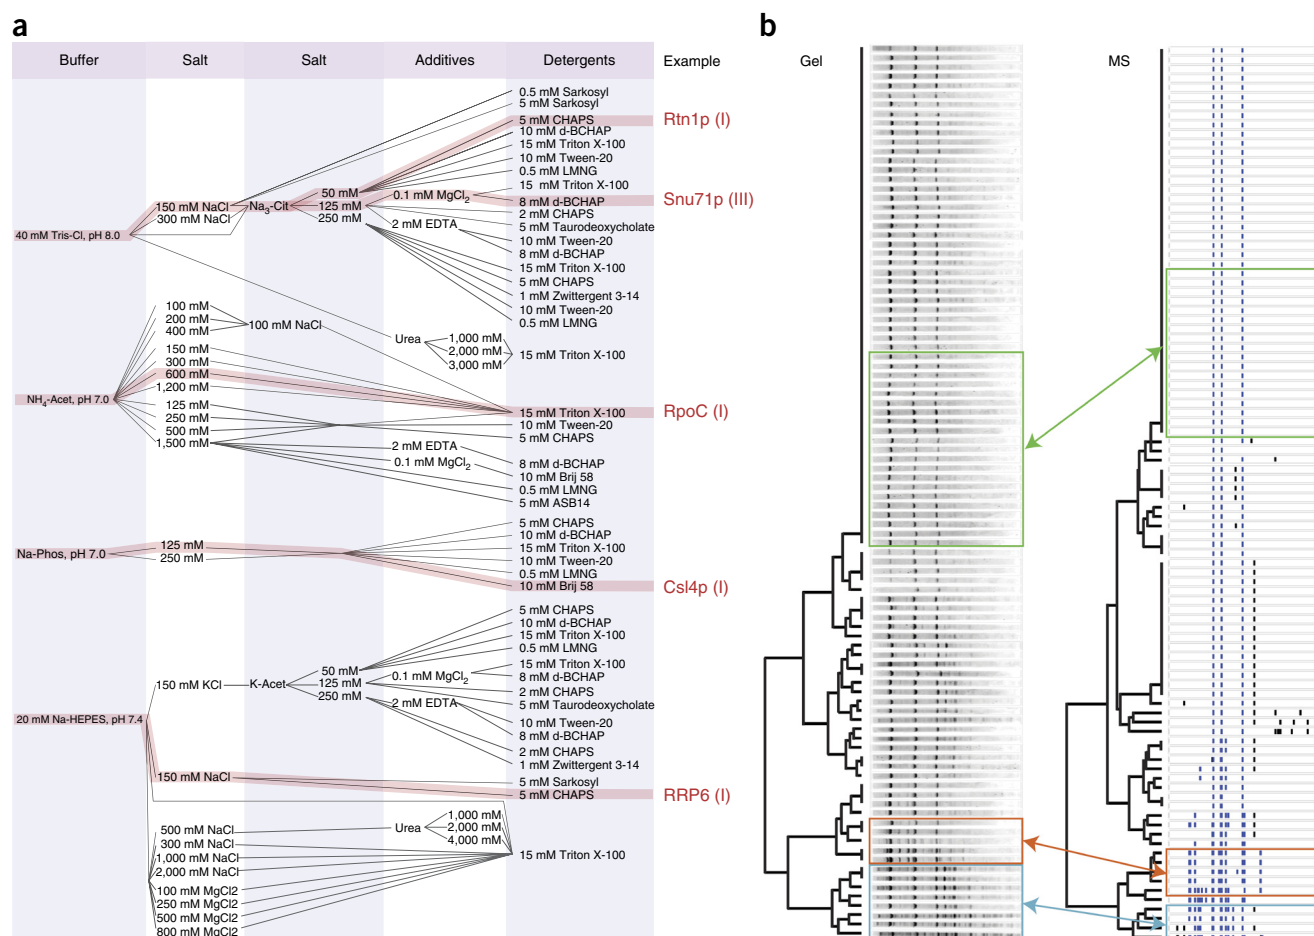 a
Buffer
Salt
Salt
Additives
Detergents
Example
0.5 mM Sarkosyl
5 mM Sarkosyl
5 mM CHAPS
Rtn1p (I)
10 mM d-BCHAP
15 mM Triton X-100
10 mM Tween-20
0.5 mM LMNG
15 mM Triton X-100
50 mM
0.1 mM MgCl2
8 mM d-BCHAP
Snu71p (III)
150 mM NaCl
Na3-Cit
125 mM
2 mM CHAPS
300 mM NaCl
250 mM
2 mM EDTA
5 mM Taurodeoxycholate
40 mM Tris-Cl, pH 8.0
10 mM Tween-20
8 mM d-BCHAP
15 mM Triton X-100
5 mM CHAPS
1 mM Zwittergent 3-14
10 mM Tween-20
0.5 mM LMNG
100 mM
200 mM
100 mM NaCl
400 mM
Urea
1,000 mM
2,000 mM
3,000 mM
15 mM Triton X-100
150 mM
300 mM
600 mM
1,200 mM
NH4-Acet, pH 7.0
125 mM
250 mM
500 mM
1,500 mM
15 mM Triton X-100
RpoC (I)
10 mM Tween-20
5 mM CHAPS
2 mM EDTA
0.1 mM MgCl2
8 mM d-BCHAP
10 mM Brij 58
0.5 mM LMNG
5 mM ASB14
5 mM CHAPS
10 mM d-BCHAP
Na-Phos, pH 7.0
125 mM
250 mM
15 mM Triton X-100
10 mM Tween-20
0.5 mM LMNG
10 mM Brij 58
Csl4p (I)
5 mM CHAPS
10 mM d-BCHAP
15 mM Triton X-100
0.5 mM LMNG
15 mM Triton X-100
150 mM KCl
K-Acet
50 mM
125 mM
250 mM
0.1 mM MgCl2
2 mM EDTA
8 mM d-BCHAP
2 mM CHAPS
5 mM Taurodeoxycholate
20 mM Na-HEPES, pH 7.4
10 mM Tween-20
8 mM d-BCHAP
2 mM CHAPS
1 mM Zwittergent 3-14
150 mM NaCl
5 mM Sarkosyl
5 mM CHAPS
RRP6 (I)
500 mM NaCl
300 mM NaCl
1,000 mM NaCl
2,000 mM NaCl
100 mM MgCl2
250 mM MgCl2
500 mM MgCl2
800 mM MgCl2
Urea
1,000 mM
2,000 mM
4,000 mM
15 mM Triton X-100
b
Gel
MS